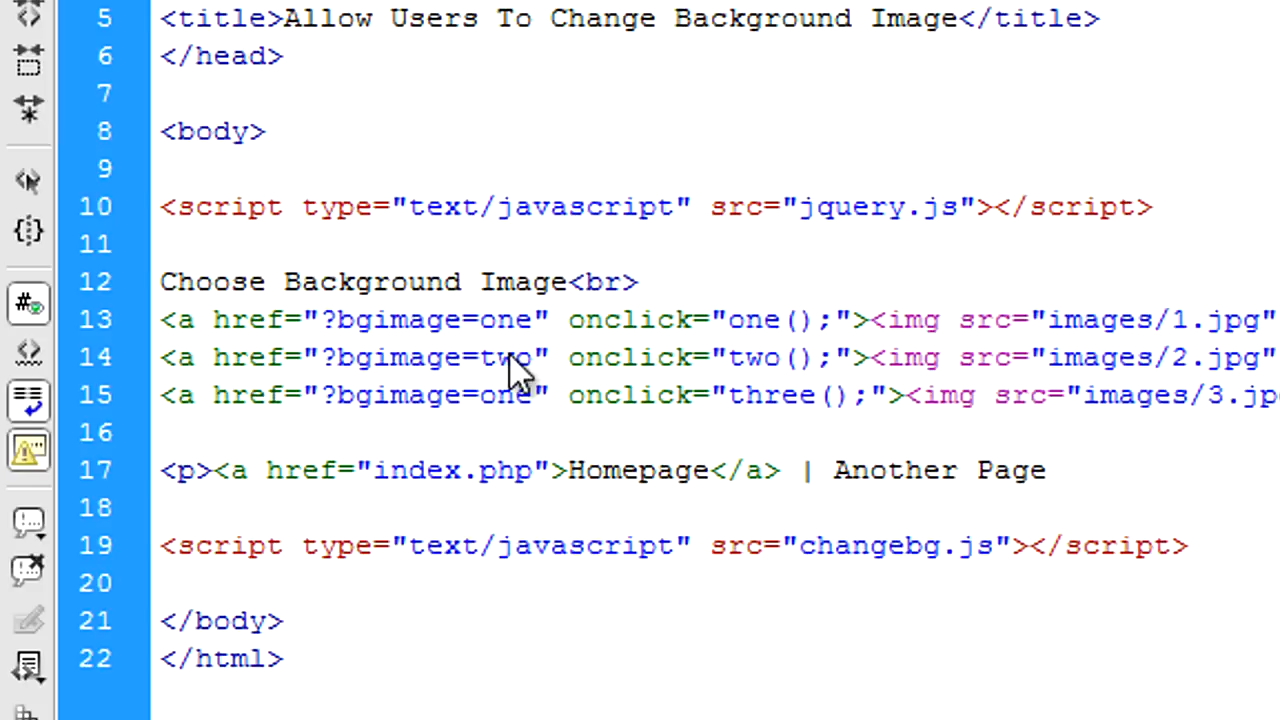 5 <title>Allow Users To Change Background Image</title>
6 </head>
7
8 <body>
9
10 <script type="text/javascript" src="jquery.js"></script>
11
12 Choose Background Image<br>
13 <a href="?bgimage=one" onclick="one();"><img src="images/1.jpg"
14 <a href="?bgimage=two" onclick="two();"><img src="images/2.jpg"
15 <a href="?bgimage=one" onclick="three();"><img src="images/3.jp
16
17 <p><a href="index.php">Homepage</a> | Another Page
18
19 <script type="text/javascript" src="changebg.js"></script>
20
21 </body>
22 </html>